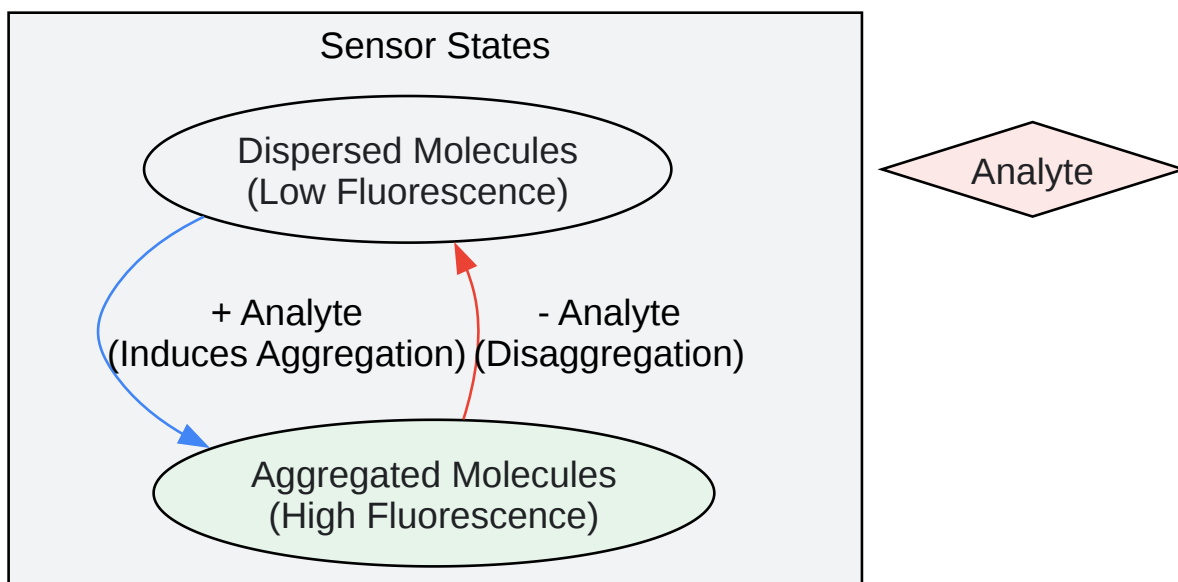 Sensor States
Dispersed Molecules
(Low Fluorescence)
Analyte
+ Analyte
(Induces Aggregation)
- Analyte
(Disaggregation)
Aggregated Molecules
(High Fluorescence)